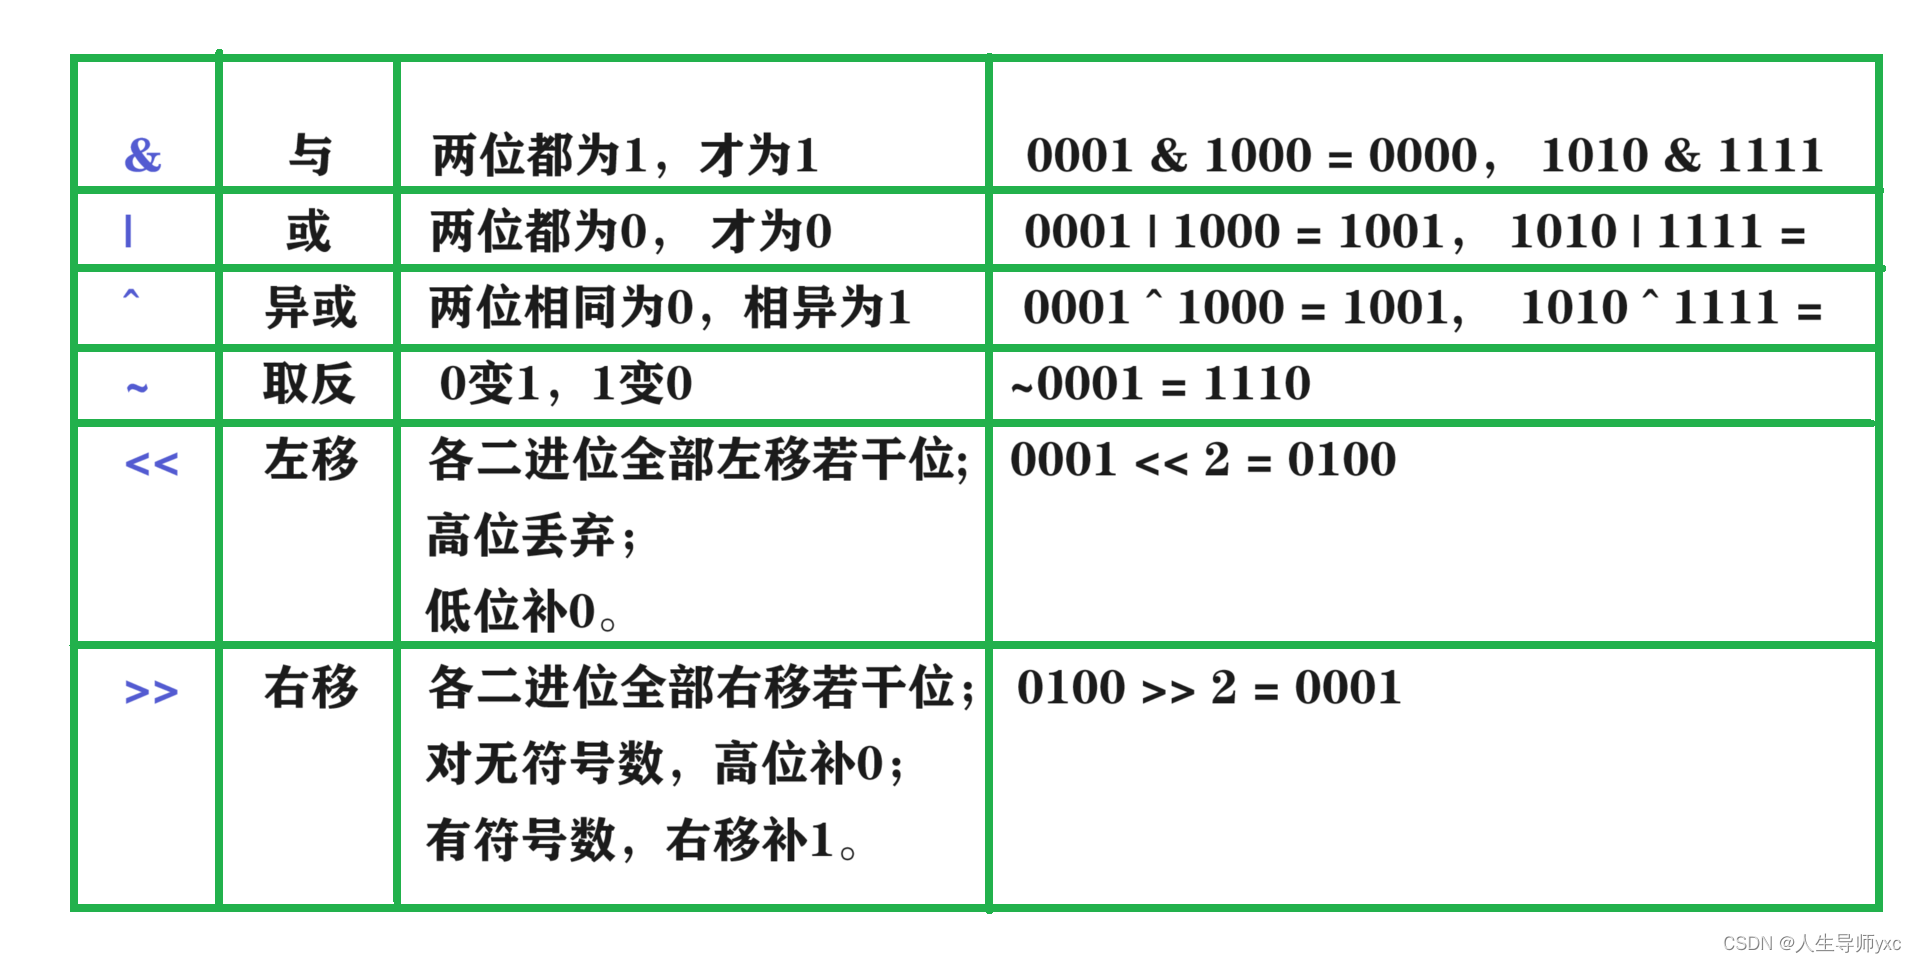 & 与 两位都为1，才为1 0001 & 1000 = 0000， 1010 & 1111
| 或 两位都为0， 才为0 0001 | 1000 = 1001， 1010 | 1111 =
^ 异或 两位相同为0，相异为1 0001 ^ 1000 = 1001, 1010 ^ 1111 =
~ 取反 0变1，1变0 ~0001 = 1110
<< 左移 各二进位全部左移若干位; 0001 << 2 = 0100
高位丢弃；
低位补0。
>> 右移 各二进位全部右移若干位； 0100 >> 2 = 0001
对无符号数，高位补0；
有符号数，右移补1。
CSDN @人生导师yxc